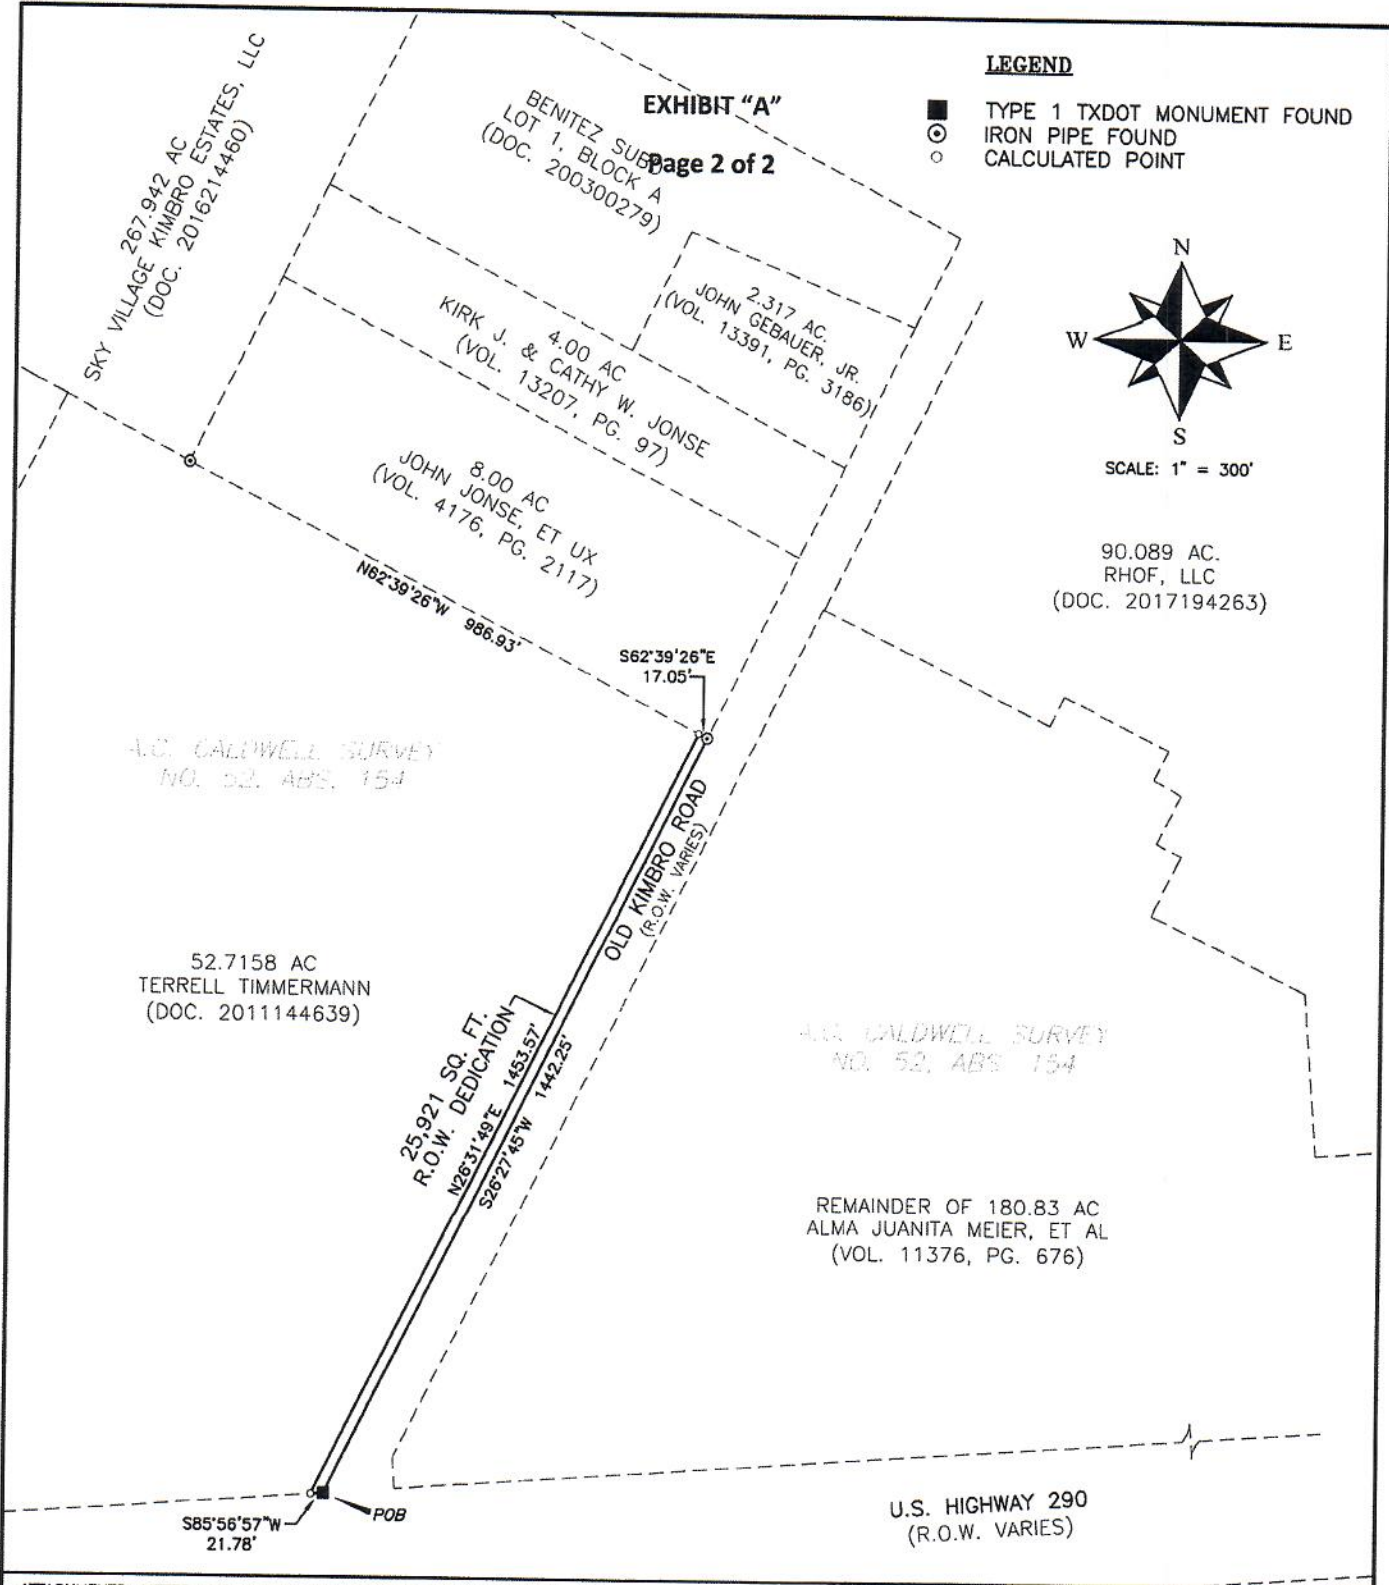 LEGEND
TYPE 1 TXDOT MONUMENT FOUND
IRON PIPE FOUND
CALCULATED POINT
EXHIBIT "A"
Page 2 of 2
267.942 AC
SKY VILLAGE KIMBRO ESTATES, LLC
(DOC. 2016214460)
BENITEZ SUBD
LOT 1, BLOCK A
(DOC. 200300279)
2.317 AC.
JOHN GEBAUER, JR.
(VOL. 13391, PG. 3186)
4.00 AC
KIRK J. & CATHY W. JONSE
(VOL. 13207, PG. 97)
8.00 AC
JOHN JONSE, ET UX
(VOL. 4176, PG. 2117)
N
W
E
S
SCALE: 1" = 300'
90.089 AC.
RHOF, LLC
(DOC. 2017194263)
N62°39'26"W 986.93'
S62°39'26"E
17.05'
A.C. CALDWELL SURVEY
NO. 52, ABS. 154
OLD KIMBRO ROAD
(R.O.W. VARIES)
52.7158 AC
TERRELL TIMMERMANN
(DOC. 2011144639)
25,921 SQ. FT.
R.O.W. DEDICATION
N26°31'49"E 1453.57'
S26°27'45"W 1442.25'
A.C. CALDWELL SURVEY
NO. 52, ABS 154
REMAINDER OF 180.83 AC
ALMA JUANITA MEIER, ET AL
(VOL. 11376, PG. 676)
U.S. HIGHWAY 290
(R.O.W. VARIES)
S85°56'57"W
21.78'
POB